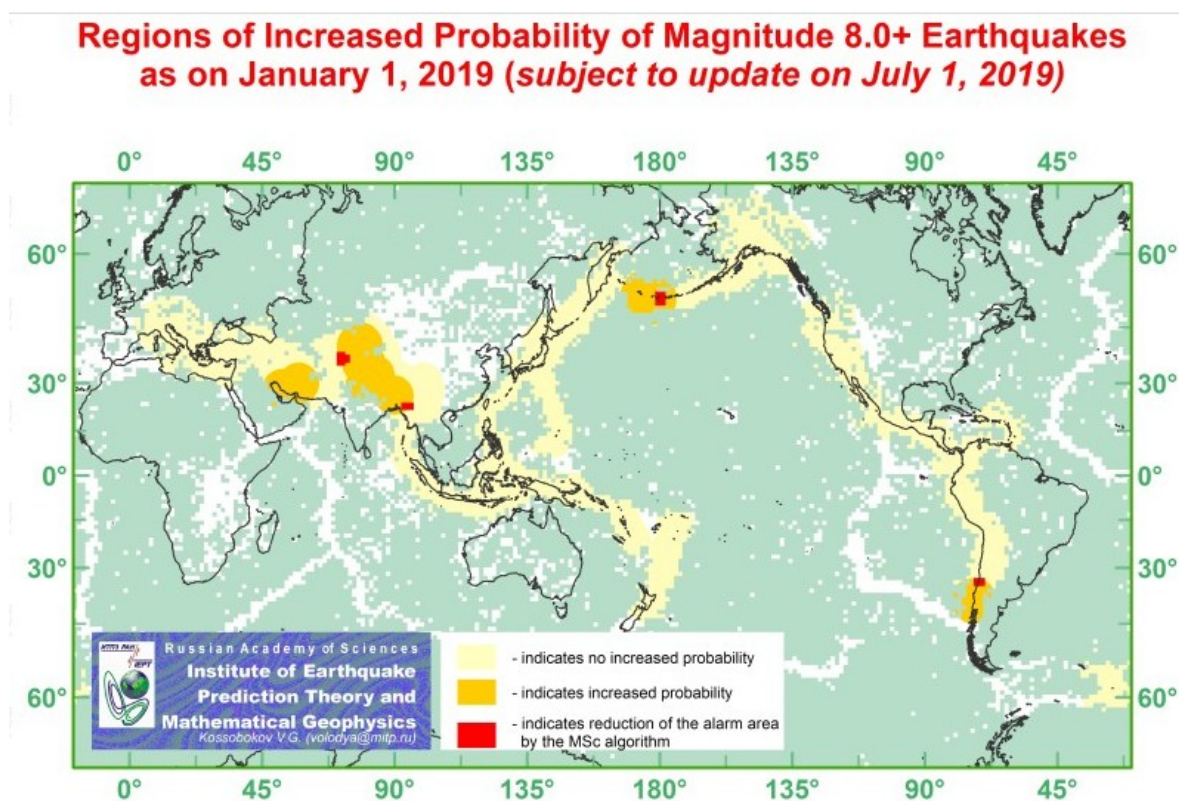 Regions of Increased Probability of Magnitude 8.0+ Earthquakes
as on January 1, 2019 (subject to update on July 1, 2019)
0° 45° 90° 135° 180° 135° 90° 45°
60° 60°
30° 30°
0° 0°
30° 30°
60° 60°
Russian Academy of Sciences
Institute of Earthquake
Prediction Theory and
Mathematical Geophysics
Kossobokov V.G. (volodya@mitp.ru)
IEPT
- indicates no increased probability
- indicates increased probability
- indicates reduction of the alarm area
by the MSc algorithm
0° 45° 90° 135° 180° 135° 90° 45°